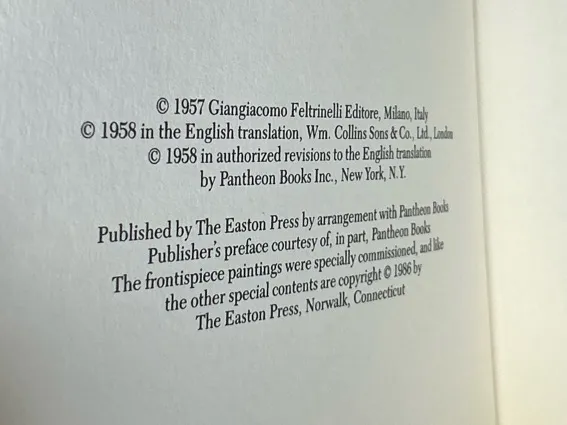 © 1957 Giangiacomo Feltrinelli Editore, Milano, Italy
© 1958 in the English translation, Wm. Collins Sons & Co., Ltd., London
© 1958 in authorized revisions to the English translation
by Pantheon Books Inc., New York, N.Y.
Published by The Easton Press by arrangement with Pantheon Books
Publisher's preface courtesy of, in part, Pantheon Books
The frontispiece paintings were specially commissioned, and like
the other special contents are copyright © 1986 by
The Easton Press, Norwalk, Connecticut